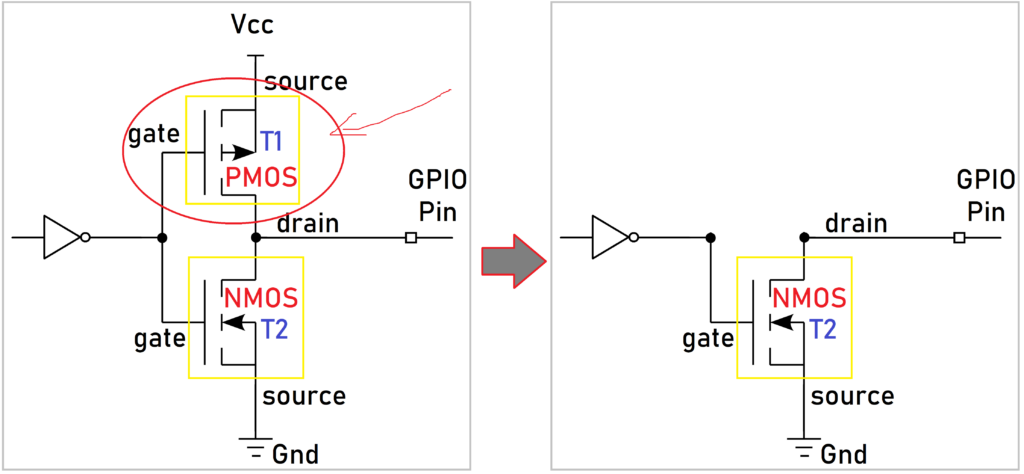 Vcc
source
gate
T1
PMOS
GPIO
Pin
drain
NMOS
gate
T2
source
Gnd
GPIO
Pin
drain
NMOS
gate
T2
source
Gnd